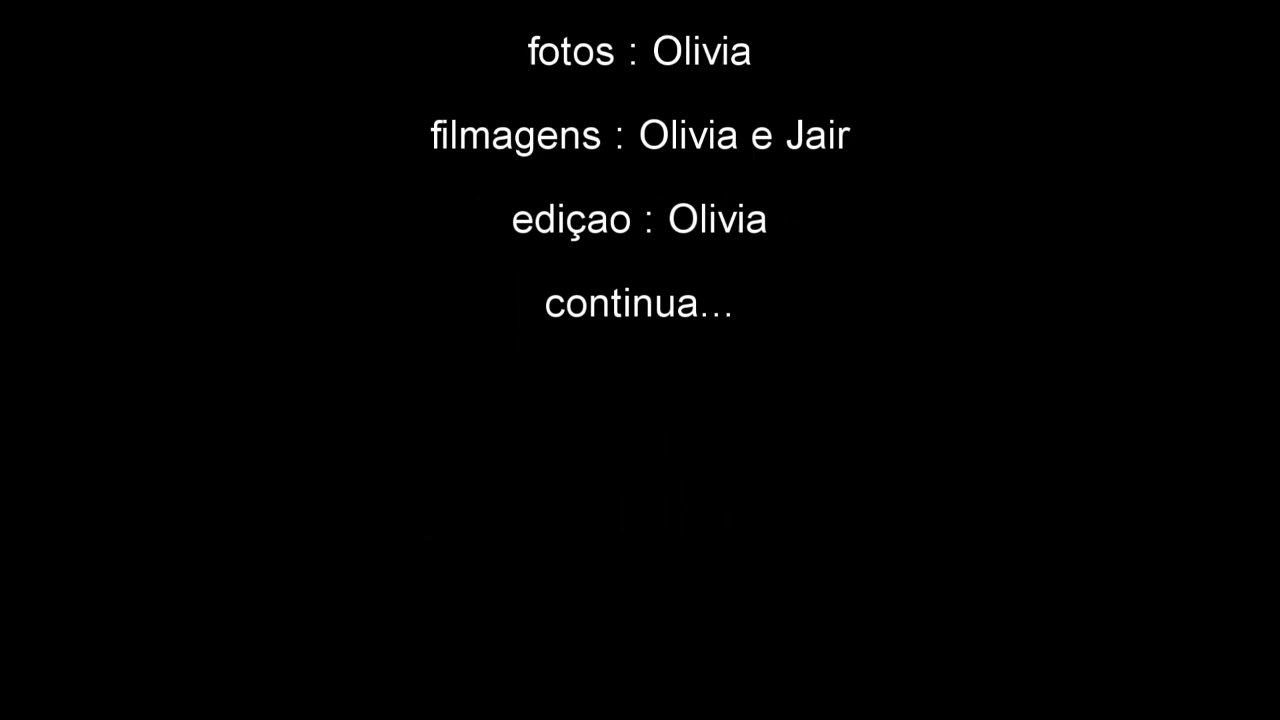 fotos : Olivia
filmagens : Olivia e Jair
ediçao : Olivia
continua...